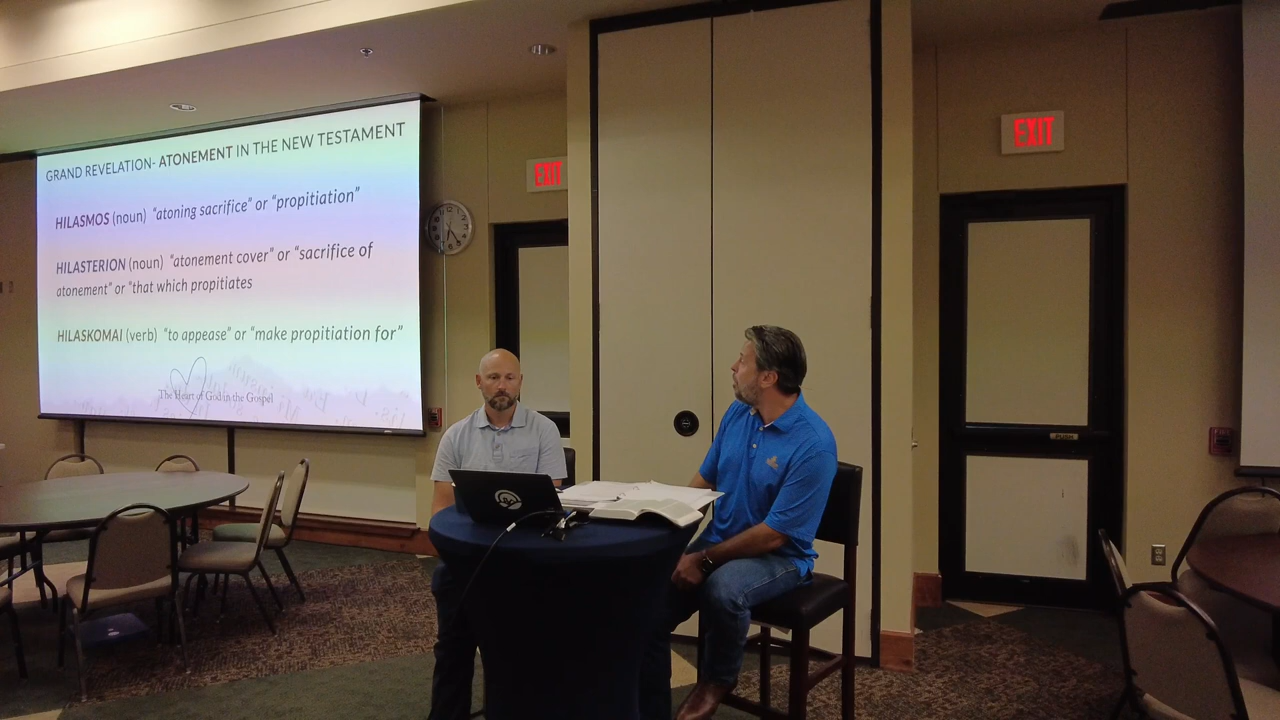 GRAND REVELATION- ATONEMENT IN THE NEW TESTAMENT
HILASMOS (noun) "atoning sacrifice" or "propitiation"
HILASTERION (noun) "atonement cover" or "sacrifice of
atonement" or "that which propitiates
HILASKOMAI (verb) "to appease" or "make propitiation for"
The Heart of God in the Gospel
EXIT
EXIT
PUSH